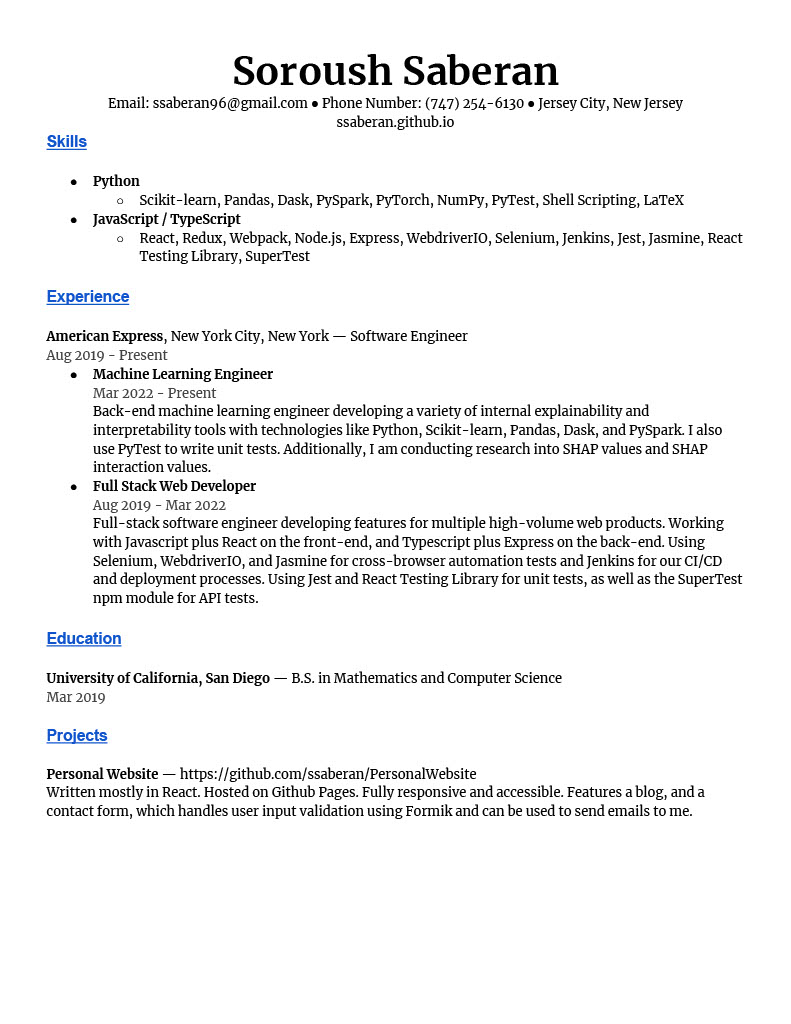 Soroush Saberan
Email: ssaberan96@gmail.com ● Phone Number: (747) 254-6130 ● Jersey City, New Jersey
ssaberan.github.io
Skills
● Python
○ Scikit-learn, Pandas, Dask, PySpark, PyTorch, NumPy, PyTest, Shell Scripting, LaTeX
● JavaScript / TypeScript
○ React, Redux, Webpack, Node.js, Express, WebdriverIO, Selenium, Jenkins, Jest, Jasmine, React
Testing Library, SuperTest
Experience
American Express, New York City, New York — Software Engineer
Aug 2019 - Present
● Machine Learning Engineer
Mar 2022 - Present
Back-end machine learning engineer developing a variety of internal explainability and
interpretability tools with technologies like Python, Scikit-learn, Pandas, Dask, and PySpark. I also
use PyTest to write unit tests. Additionally, I am conducting research into SHAP values and SHAP
interaction values.
● Full Stack Web Developer
Aug 2019 - Mar 2022
Full-stack software engineer developing features for multiple high-volume web products. Working
with Javascript plus React on the front-end, and Typescript plus Express on the back-end. Using
Selenium, WebdriverIO, and Jasmine for cross-browser automation tests and Jenkins for our CI/CD
and deployment processes. Using Jest and React Testing Library for unit tests, as well as the SuperTest
npm module for API tests.
Education
University of California, San Diego — B.S. in Mathematics and Computer Science
Mar 2019
Projects
Personal Website — https://github.com/ssaberan/PersonalWebsite
Written mostly in React. Hosted on Github Pages. Fully responsive and accessible. Features a blog, and a
contact form, which handles user input validation using Formik and can be used to send emails to me.